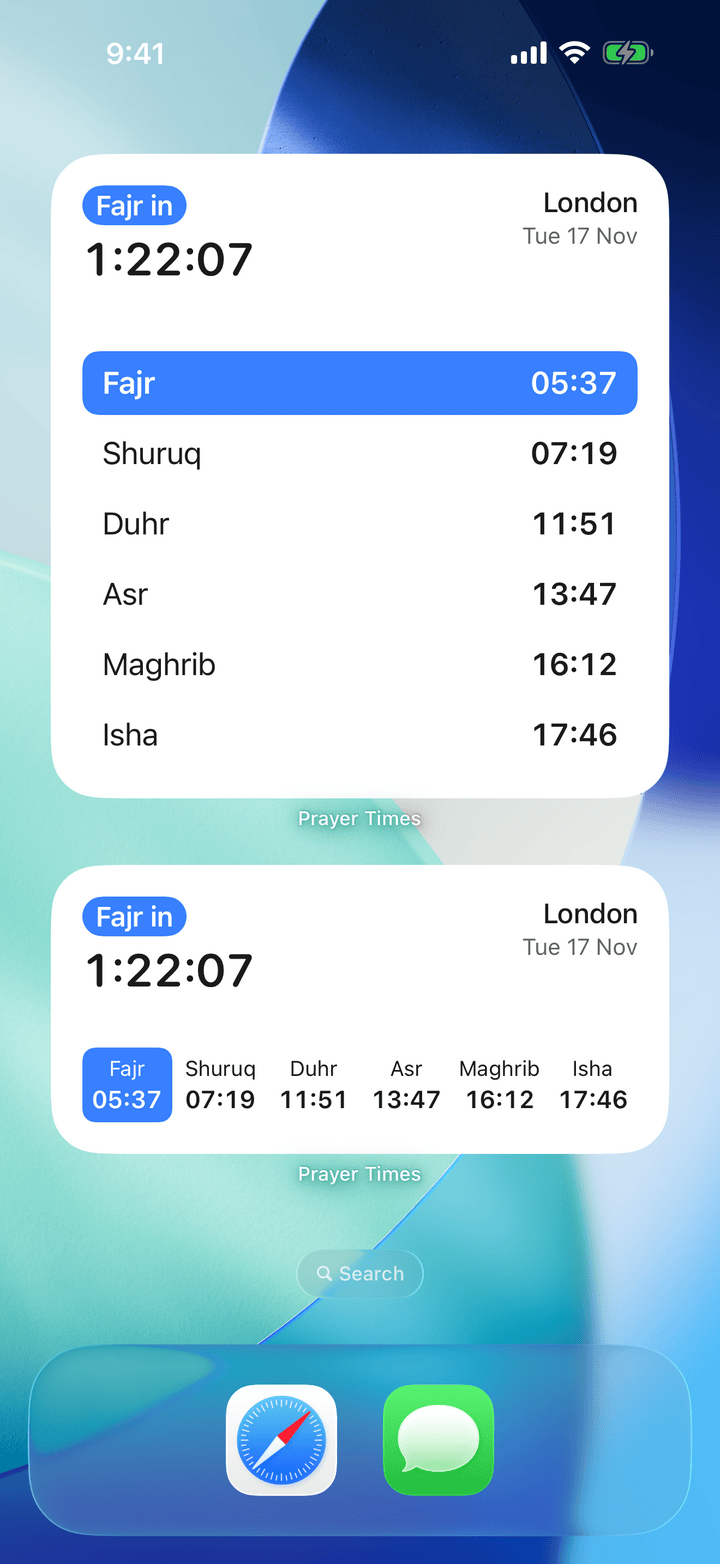 9:41
Fajr in
London
1:22:07
Tue 17 Nov
Fajr 05:37
Shuruq 07:19
Duhr 11:51
Asr 13:47
Maghrib 16:12
Isha 17:46
Prayer Times
Fajr in
London
1:22:07
Tue 17 Nov
Fajr Shuruq Duhr Asr Maghrib Isha
05:37 07:19 11:51 13:47 16:12 17:46
Prayer Times
Search